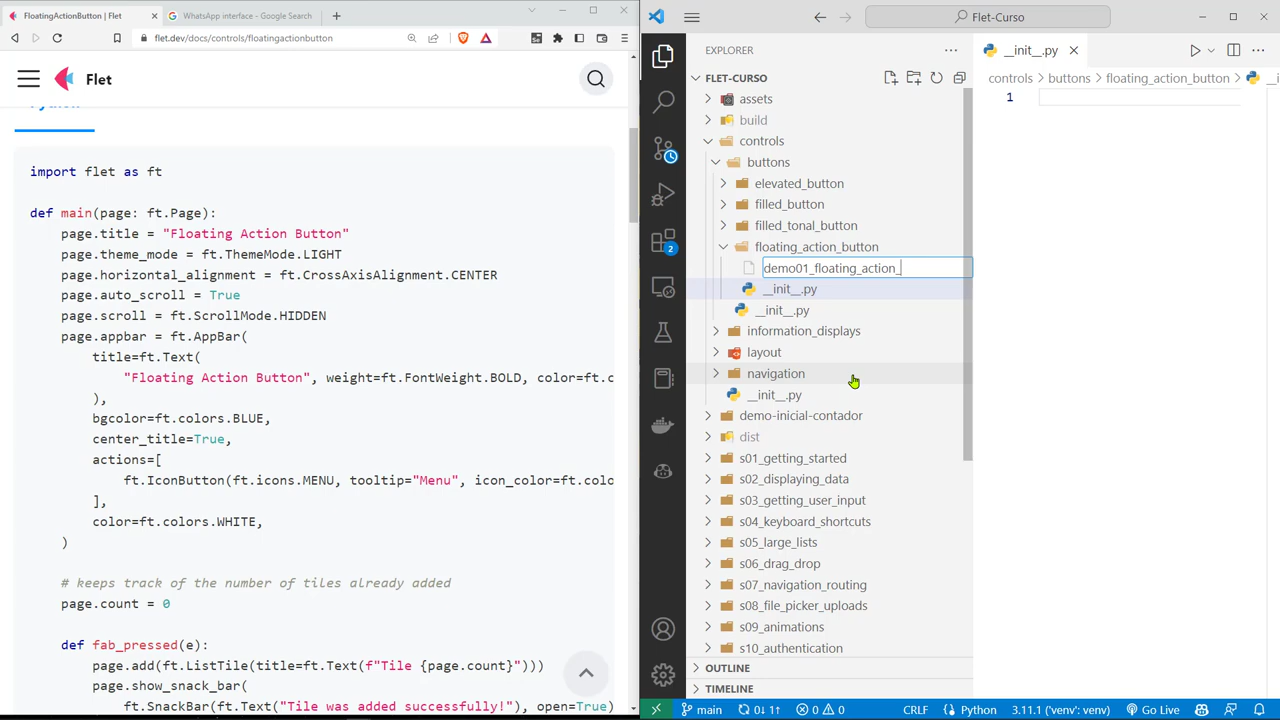 FloatingActionButton | Flet
WhatsApp interface - Google Search
flet.dev/docs/controls/floatingactionbutton
Flet
import flet as ft
def main(page: ft.Page):
page.title = "Floating Action Button"
page.theme_mode = ft.ThemeMode.LIGHT
page.horizontal_alignment = ft.CrossAxisAlignment.CENTER
page.auto_scroll = True
page.scroll = ft.ScrollMode.HIDDEN
page.appbar = ft.AppBar(
title=ft.Text(
"Floating Action Button", weight=ft.FontWeight.BOLD, color=ft.c
),
bgcolor=ft.colors.BLUE,
center_title=True,
actions=[
ft.IconButton(ft.icons.MENU, tooltip="Menu", icon_color=ft.colo
],
color=ft.colors.WHITE,
)
# keeps track of the number of tiles already added
page.count = 0
def fab_pressed(e):
page.add(ft.ListTile(title=ft.Text(f"Tile {page.count}")))
page.show_snack_bar(
ft.SnackBar(ft.Text("Tile was added successfully!"), open=True)
Flet-Curso
EXPLORER
FLET-CURSO
assets
build
controls
buttons
elevated_button
filled_button
filled_tonal_button
floating_action_button
demo01_floating_action_
__init__.py
__init__.py
information_displays
layout
navigation
__init__.py
demo-inicial-contador
dist
s01_getting_started
s02_displaying_data
s03_getting_user_input
s04_keyboard_shortcuts
s05_large_lists
s06_drag_drop
s07_navigation_routing
s08_file_picker_uploads
s09_animations
s10_authentication
OUTLINE
TIMELINE
2
__init__.py
controls > buttons > floating_action_button >
1
main 0↓ 1↑ 0 0 CRLF Python 3.11.1 ('venv': venv) Go Live